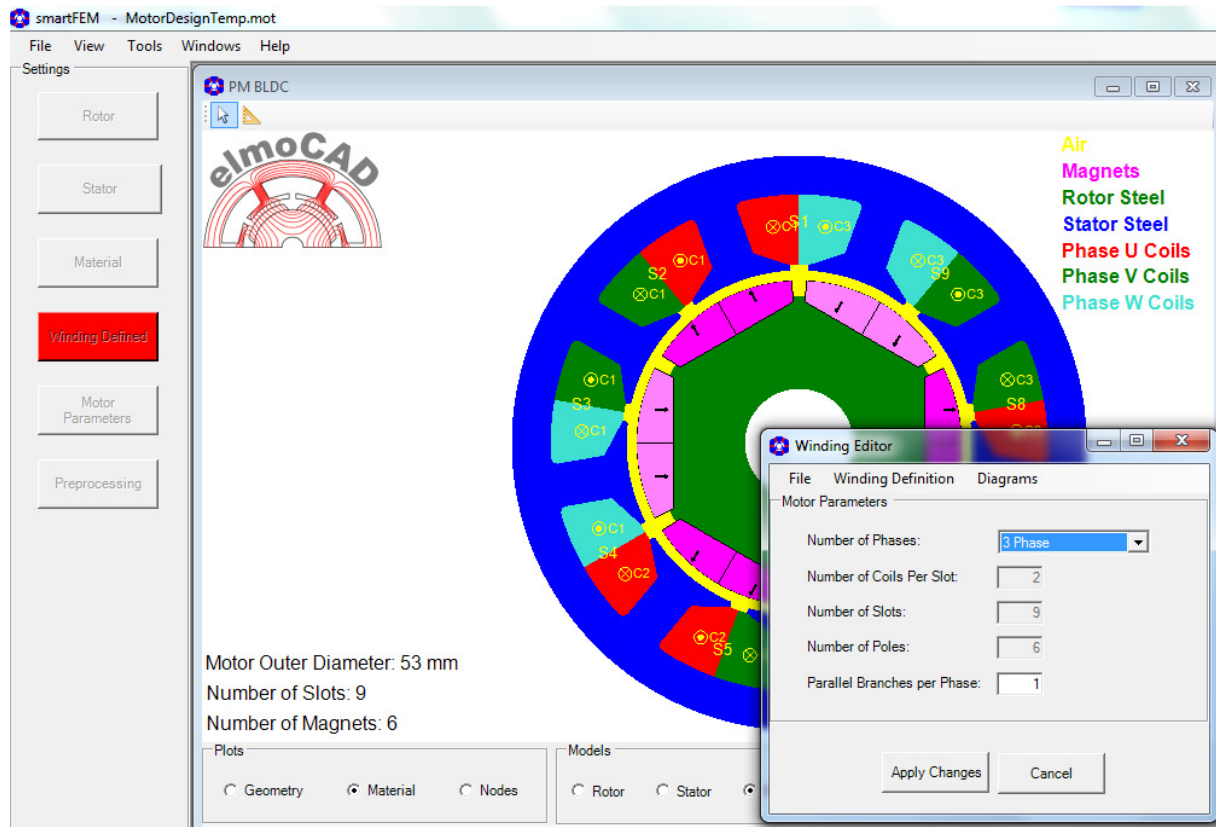 smartFEM - MotorDesignTemp.mot
File View Tools Windows Help
Settings
Rotor
Stator
Material
Winding Defined
Motor
Parameters
Preprocessing
PM BLDC
elmoCAD
Air
Magnets
Rotor Steel
Stator Steel
Phase U Coils
Phase V Coils
Phase W Coils
S1 C3
C1
S2
C1
C3
S9
C3
C1
S3
C1
C3
S8
C1
S4
C2
C2
S5
Motor Outer Diameter: 53 mm
Number of Slots: 9
Number of Magnets: 6
Plots
Geometry Material Nodes
Models
Rotor Stator
Winding Editor
File Winding Definition Diagrams
Motor Parameters
Number of Phases: 3 Phase
Number of Coils Per Slot: 2
Number of Slots: 9
Number of Poles: 6
Parallel Branches per Phase: 1
Apply Changes Cancel